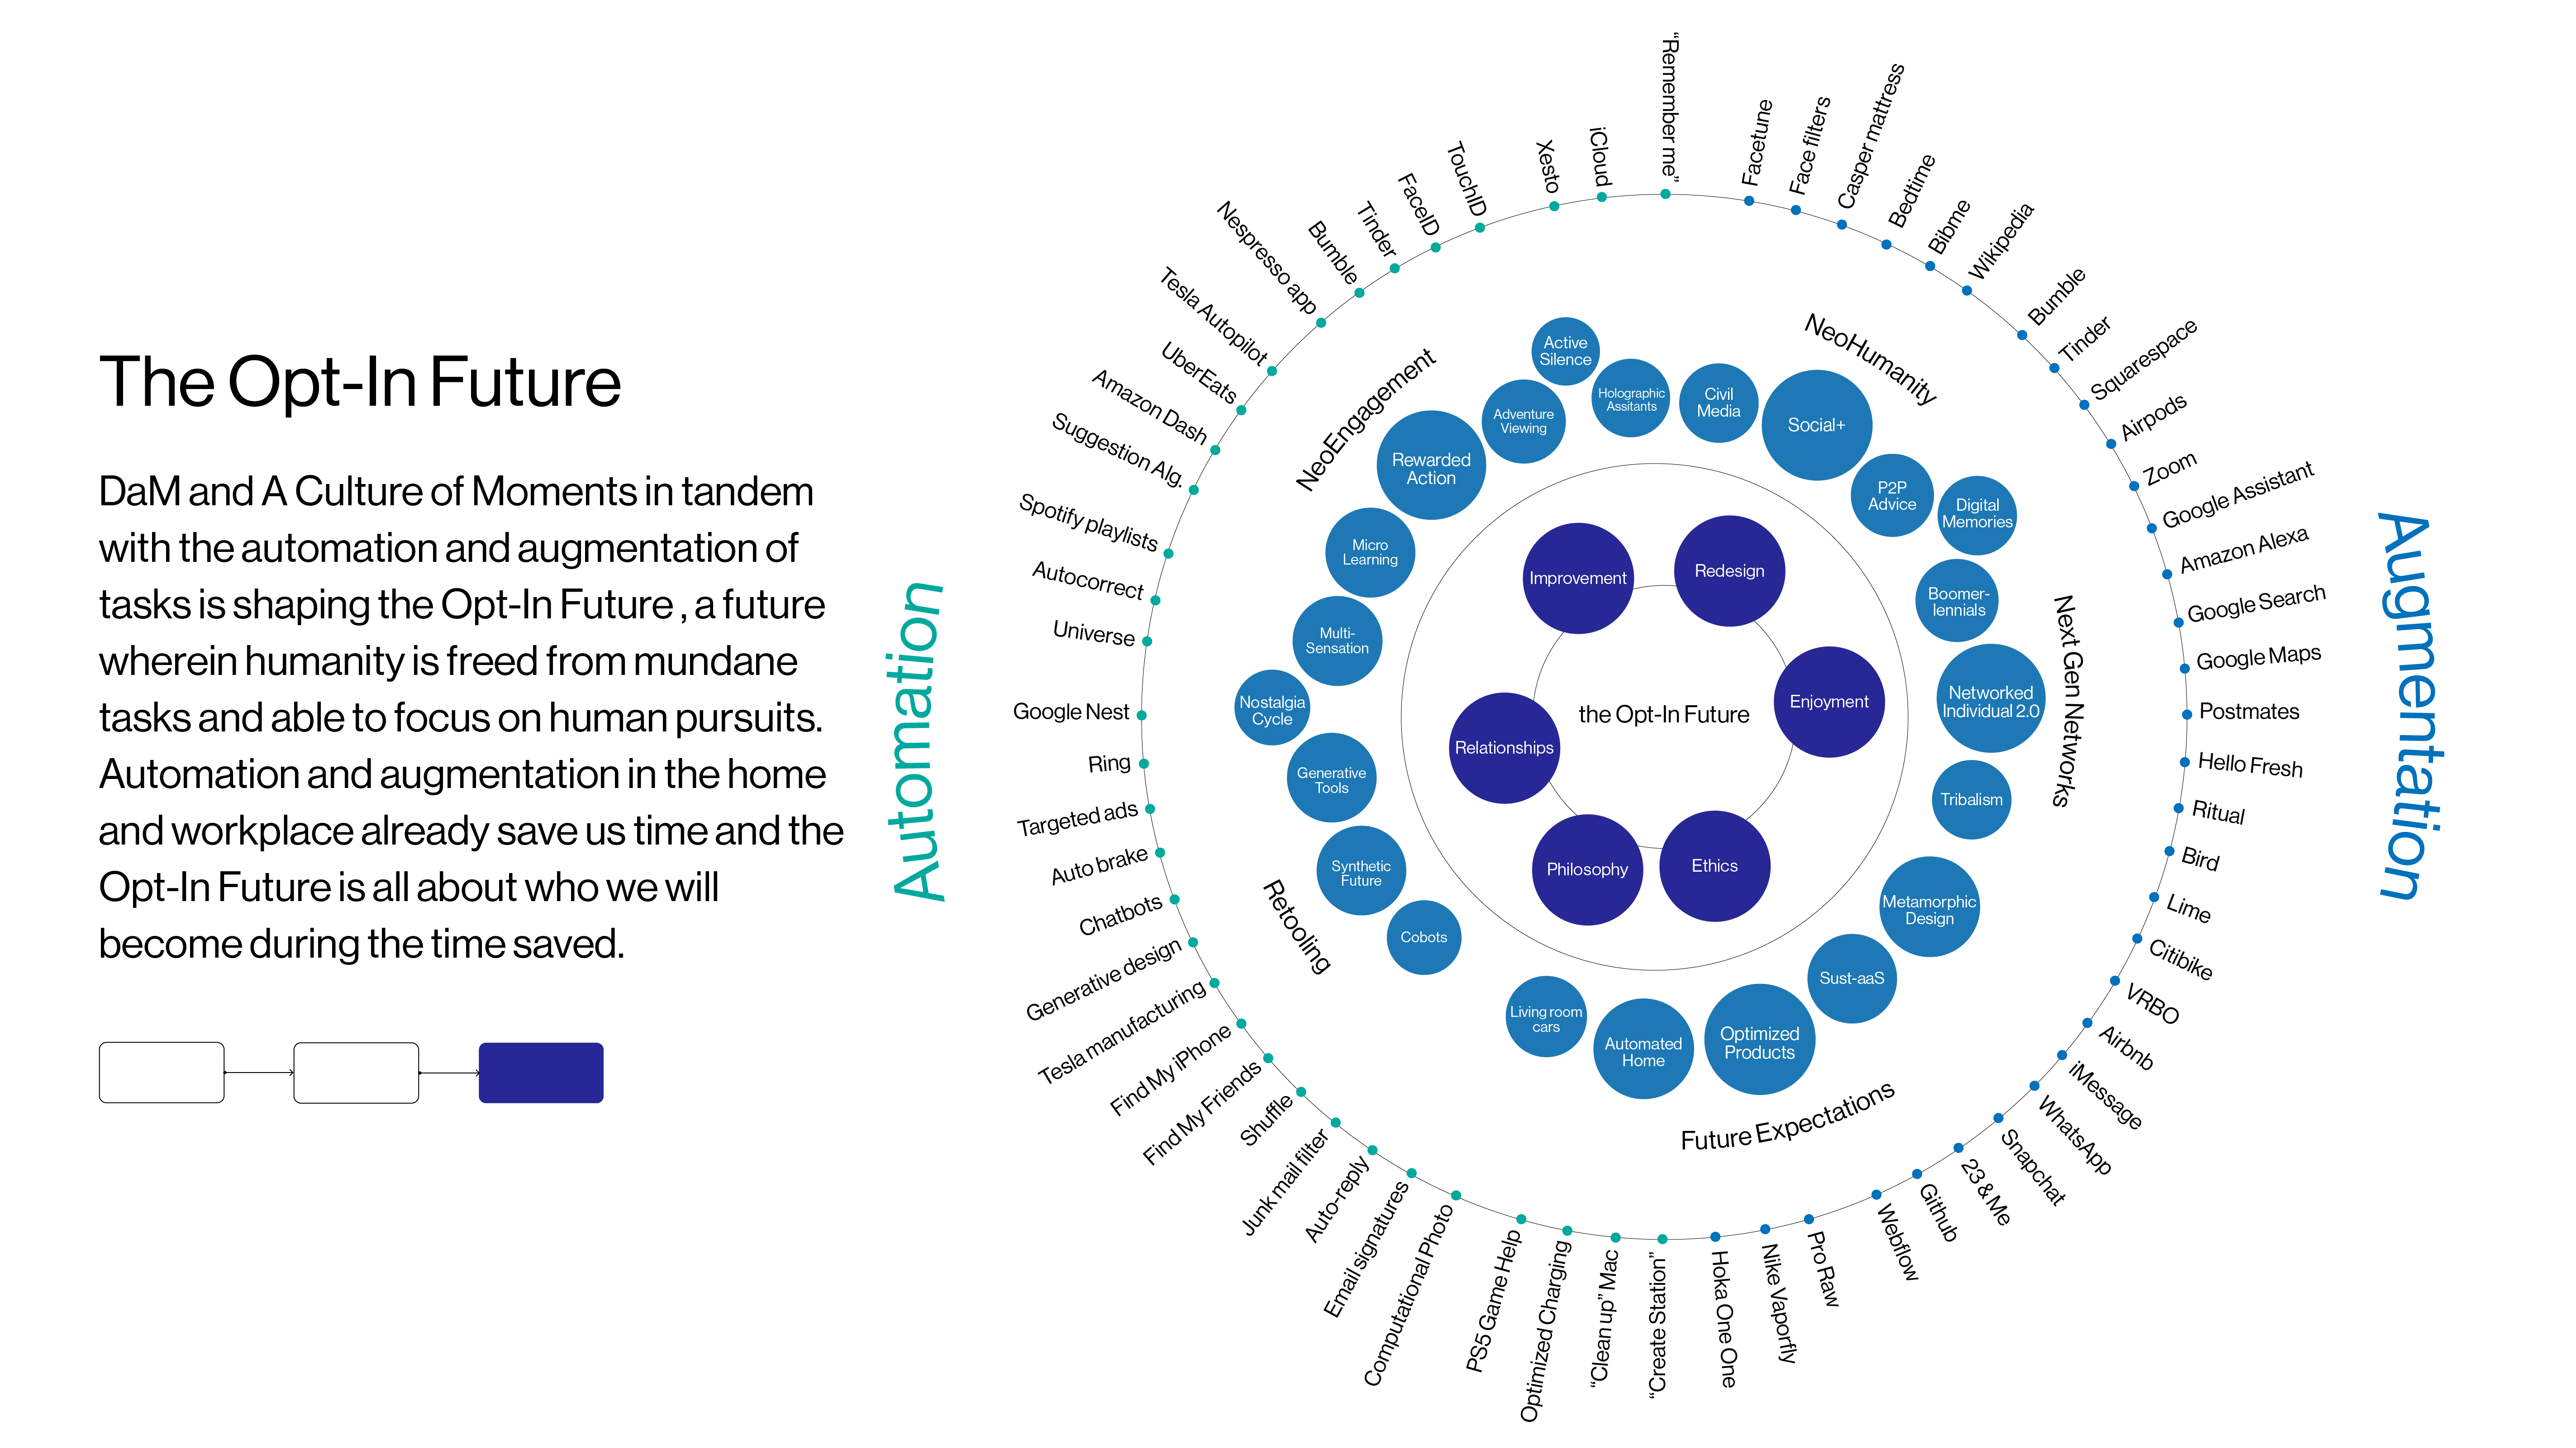 The Opt-In Future
DaM and A Culture of Moments in tandem
with the automation and augmentation of
tasks is shaping the Opt-In Future , a future
wherein humanity is freed from mundane
tasks and able to focus on human pursuits.
Automation and augmentation in the home
and workplace already save us time and the
Opt-In Future is all about who we will
become during the time saved.
Automation
"Create Station"
“Clean up” Mac
Optimized Charging
PS5 Game Help
Computational Photo
Email signatures
Auto-reply
Junk mail filter
Shuffle
Find My Friends
Find My iPhone
Tesla manufacturing
Generative design
Chatbots
Auto brake
Targeted ads
Ring
Google Nest
Universe
Autocorrect
Spotify playlists
Suggestion Alg.
Amazon Dash
UberEats
Tesla Autopilot
Nespresso app
Bumble
Tinder
FaceID
TouchID
Xesto
iCloud
“Remember me”
Facetune
Face filters
Casper mattress
Bedtime
Bibme
Wikipedia
Bumble
Tinder
Squarespace
Airpods
Zoom
Google Assistant
Amazon Alexa
Google Search
Google Maps
Postmates
Hello Fresh
Ritual
Bird
Lime
Citibike
VRBO
Airbnb
iMessage
WhatsApp
Snapchat
23 & Me
Github
Webflow
Pro Raw
Nike Vaporfly
Hoka One One
Augmentation
NeoEngagement
Nostalgia
Cycle
Multi-
Sensation
Micro
Learning
Rewarded
Action
Adventure
Viewing
Active
Silence
Holographic
Assitants
NeoHumanity
Civil
Media
Social+
P2P
Advice
Digital
Memories
Next Gen Networks
Boomer-
lennials
Networked
Individual 2.0
Tribalism
Future Expectations
Metamorphic
Design
Sust-aaS
Optimized
Products
Automated
Home
Living room
cars
Retooling
Cobots
Synthetic
Future
Generative
Tools
Improvement
Redesign
Enjoyment
Ethics
Philosophy
Relationships
the Opt-In Future